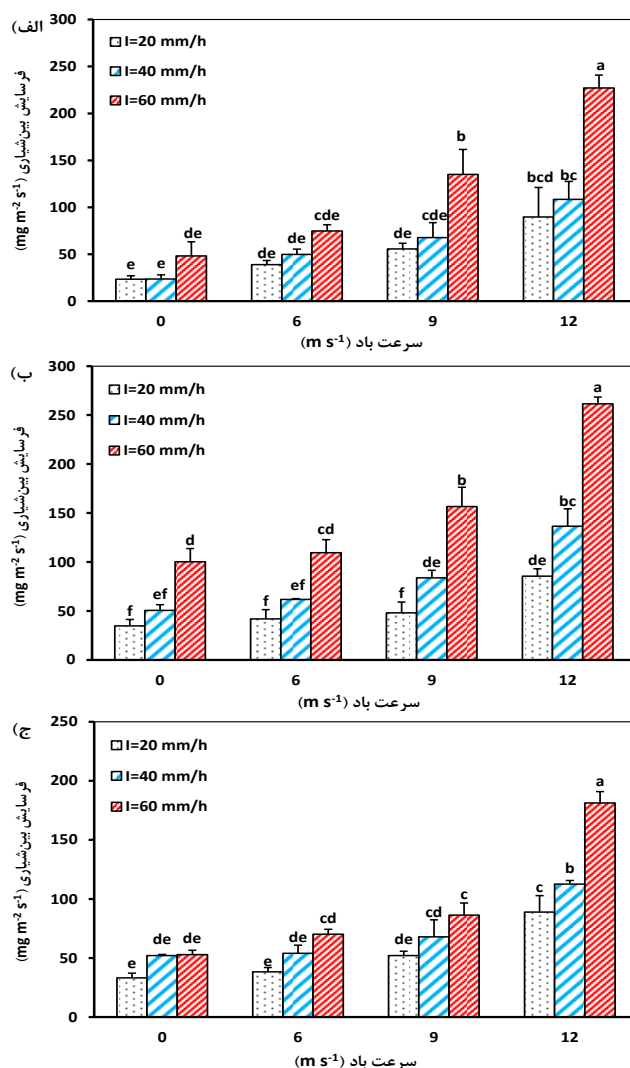 الف)
فرسایش بین‌شیاری (mg m-2 s-1)
300
250
200
150
100
50
0
I=20 mm/h
I=40 mm/h
I=60 mm/h
e e de
de de cde
de cde b
bcd bc a
0 6 9 12
سرعت باد (m s-1)
ب)
فرسایش بین‌شیاری (mg m-2 s-1)
300
250
200
150
100
50
0
I=20 mm/h
I=40 mm/h
I=60 mm/h
f ef d
f ef cd
f de b
de bc a
0 6 9 12
سرعت باد (m s-1)
ج)
فرسایش بین‌شیاری (mg m-2 s-1)
250
200
150
100
50
0
I=20 mm/h
I=40 mm/h
I=60 mm/h
e de de
e de cd
de cd c
c b a
0 6 9 12
سرعت باد (m s-1)